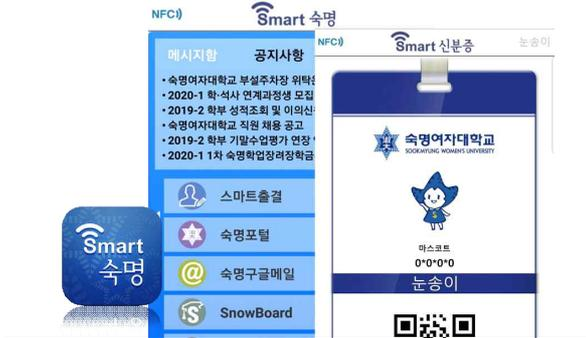 NFC
Smart 숙명
메시지함 공지사항
• 숙명여자대학교 부설주차장 위탁운
• 2020-1 학·석사 연계과정생 모집
• 2019-2 학부 성적조회 및 이의신
• 숙명여자대학교 직원 채용 공고
• 2019-2 학부 기말수업평가 연장
• 2020-1 1차 숙명학업장려장학금
스마트출결
숙명포털
@ 숙명구글메일
SnowBoard
Smart
숙명
NFC
Smart 신분증
눈송이
숙명여자대학교
SOOKMYUNG WOMEN'S UNIVERSITY
마스코트
0*0*0*0
눈송이